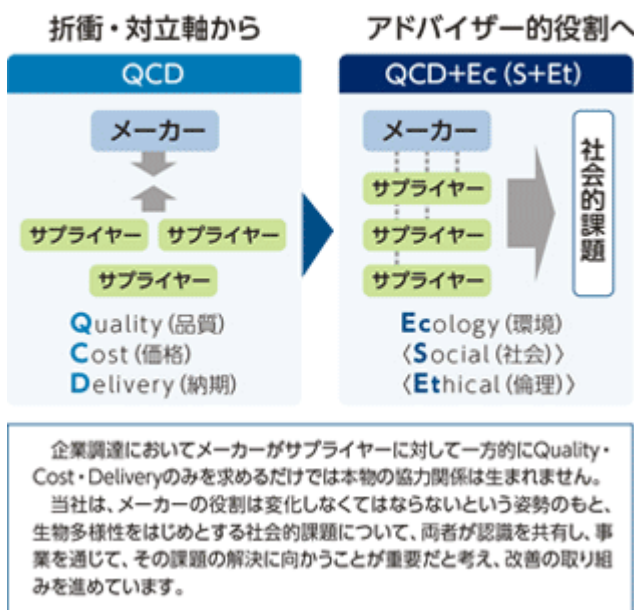 折衝・対立軸から
アドバイザー的役割へ
QCD
メーカー
サプライヤー
サプライヤー
サプライヤー
Quality(品質)
Cost(価格)
Delivery(納期)
QCD+Ec(S+Et)
メーカー
サプライヤー
サプライヤー
サプライヤー
社会的課題
Ecology(環境)
〈Social(社会)〉
〈Ethical(倫理)〉
企業調達においてメーカーがサプライヤーに対して一方的にQuality・
Cost・Deliveryのみを求めるだけでは本物の協力関係は生まれません。
当社は、メーカーの役割は変化しなくてはならないという姿勢のもと、
生物多様性をはじめとする社会的課題について、両者が認識を共有し、事
業を通じて、その課題の解決に向かうことが重要だと考え、改善の取り組
みを進めています。